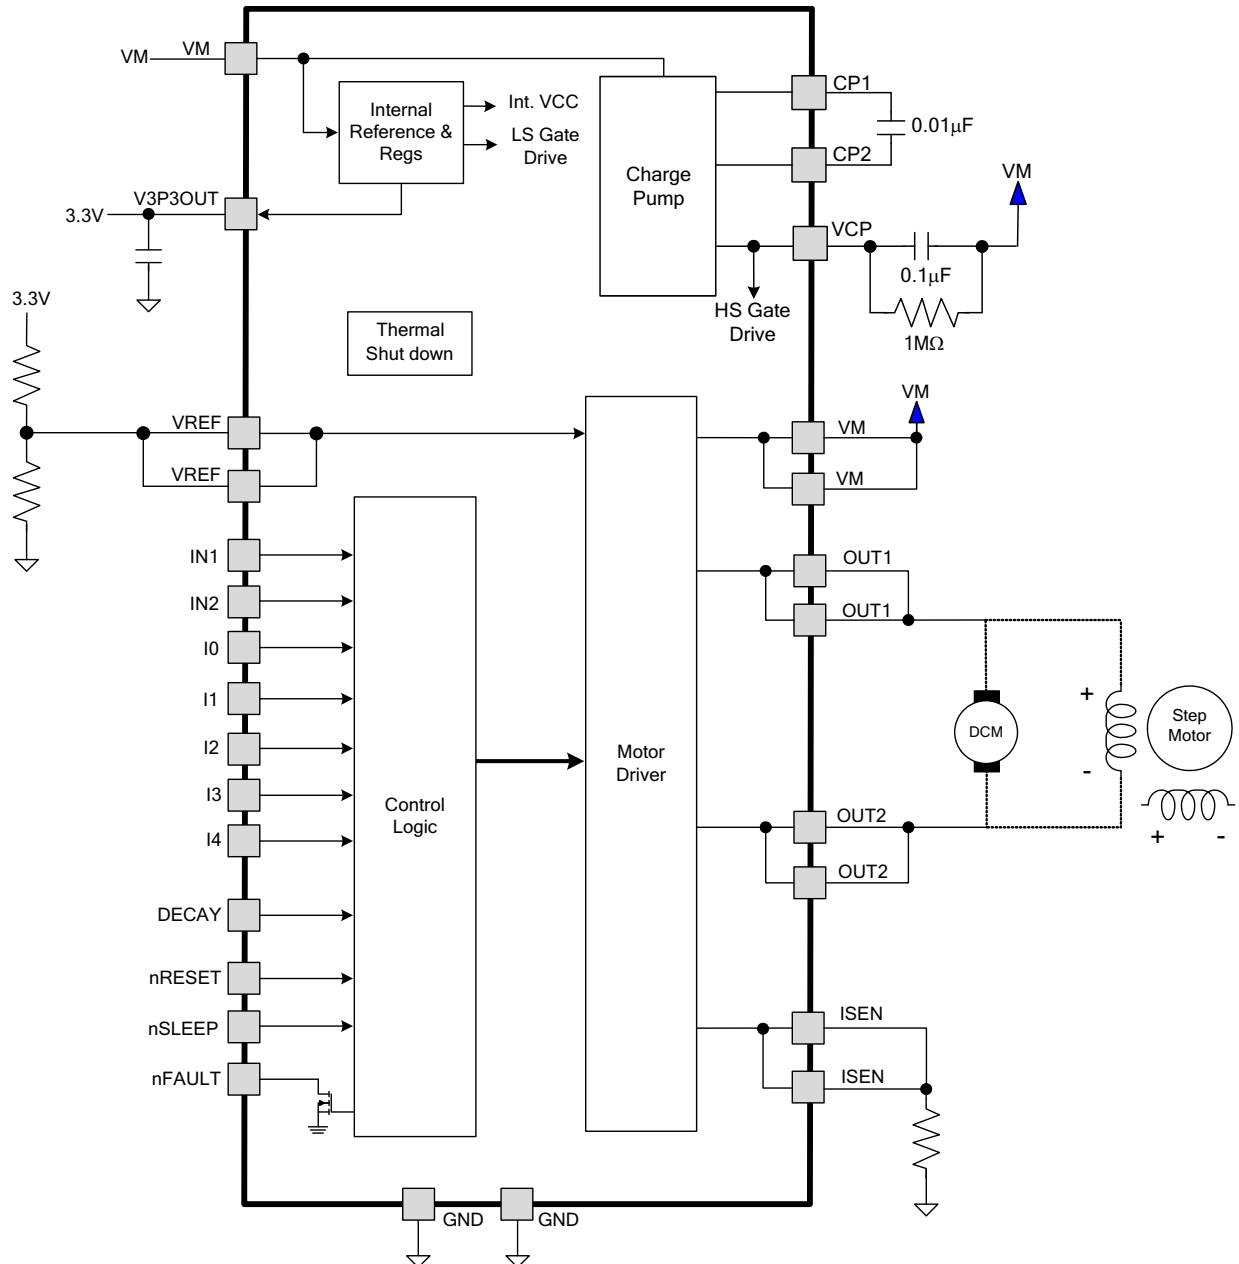 VM
VM
CP1
Internal
Reference &
Regs
Int. VCC
LS Gate
Drive
0.01μF
CP2
Charge
Pump
VM
V3P3OUT
3.3V
VCP
0.1μF
HS Gate
Drive
1MΩ
3.3V
Thermal
Shut down
VM
VREF
VM
VREF
VM
IN1
OUT1
IN2
OUT1
I0
I1
+
Step
Motor
DCM
I2
Motor
Driver
-
I3
Control
Logic
I4
OUT2
+ -
OUT2
DECAY
nRESET
ISEN
nSLEEP
nFAULT
ISEN
GND
GND